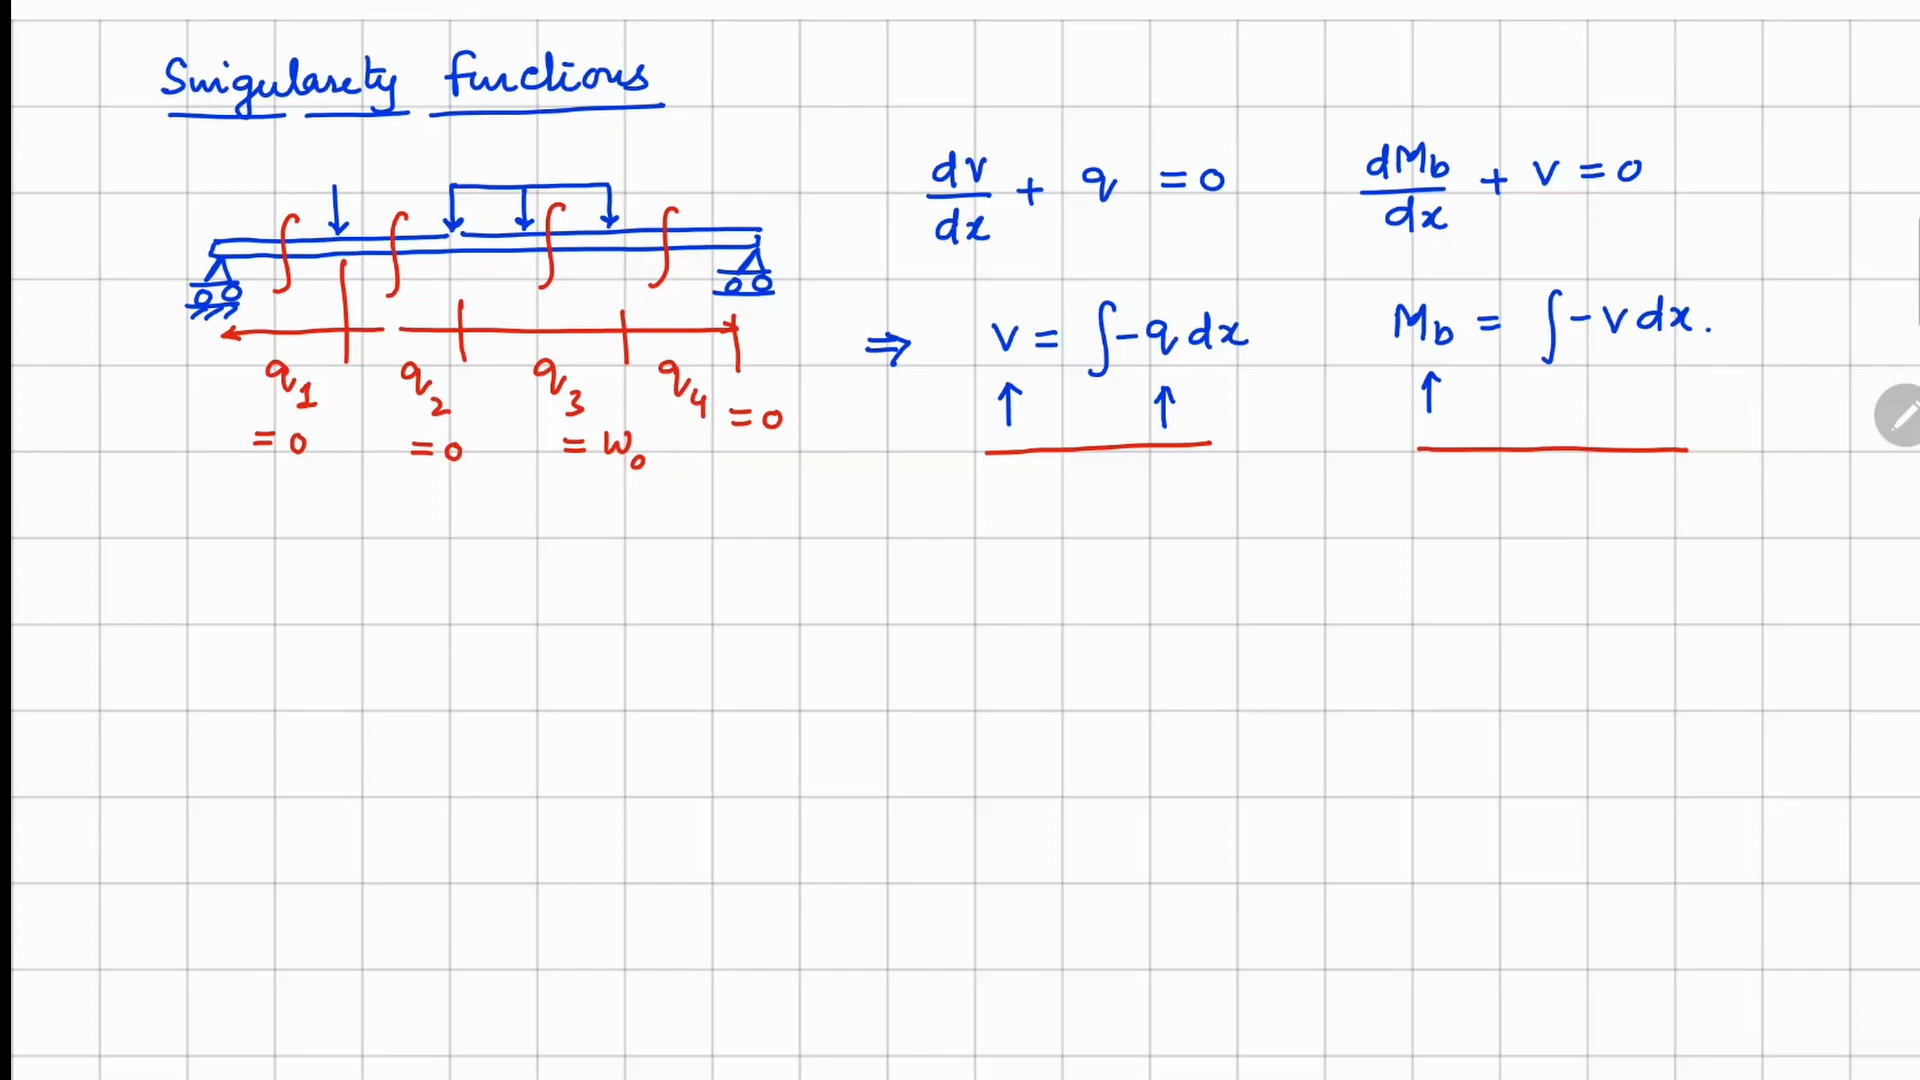 Singularity functions
dv/dx + q = 0
dMb/dx + v = 0
⇒ v = ∫-q dx
Mb = ∫-v dx.
q1 = 0
q2 = 0
q3 = w0
q4 = 0